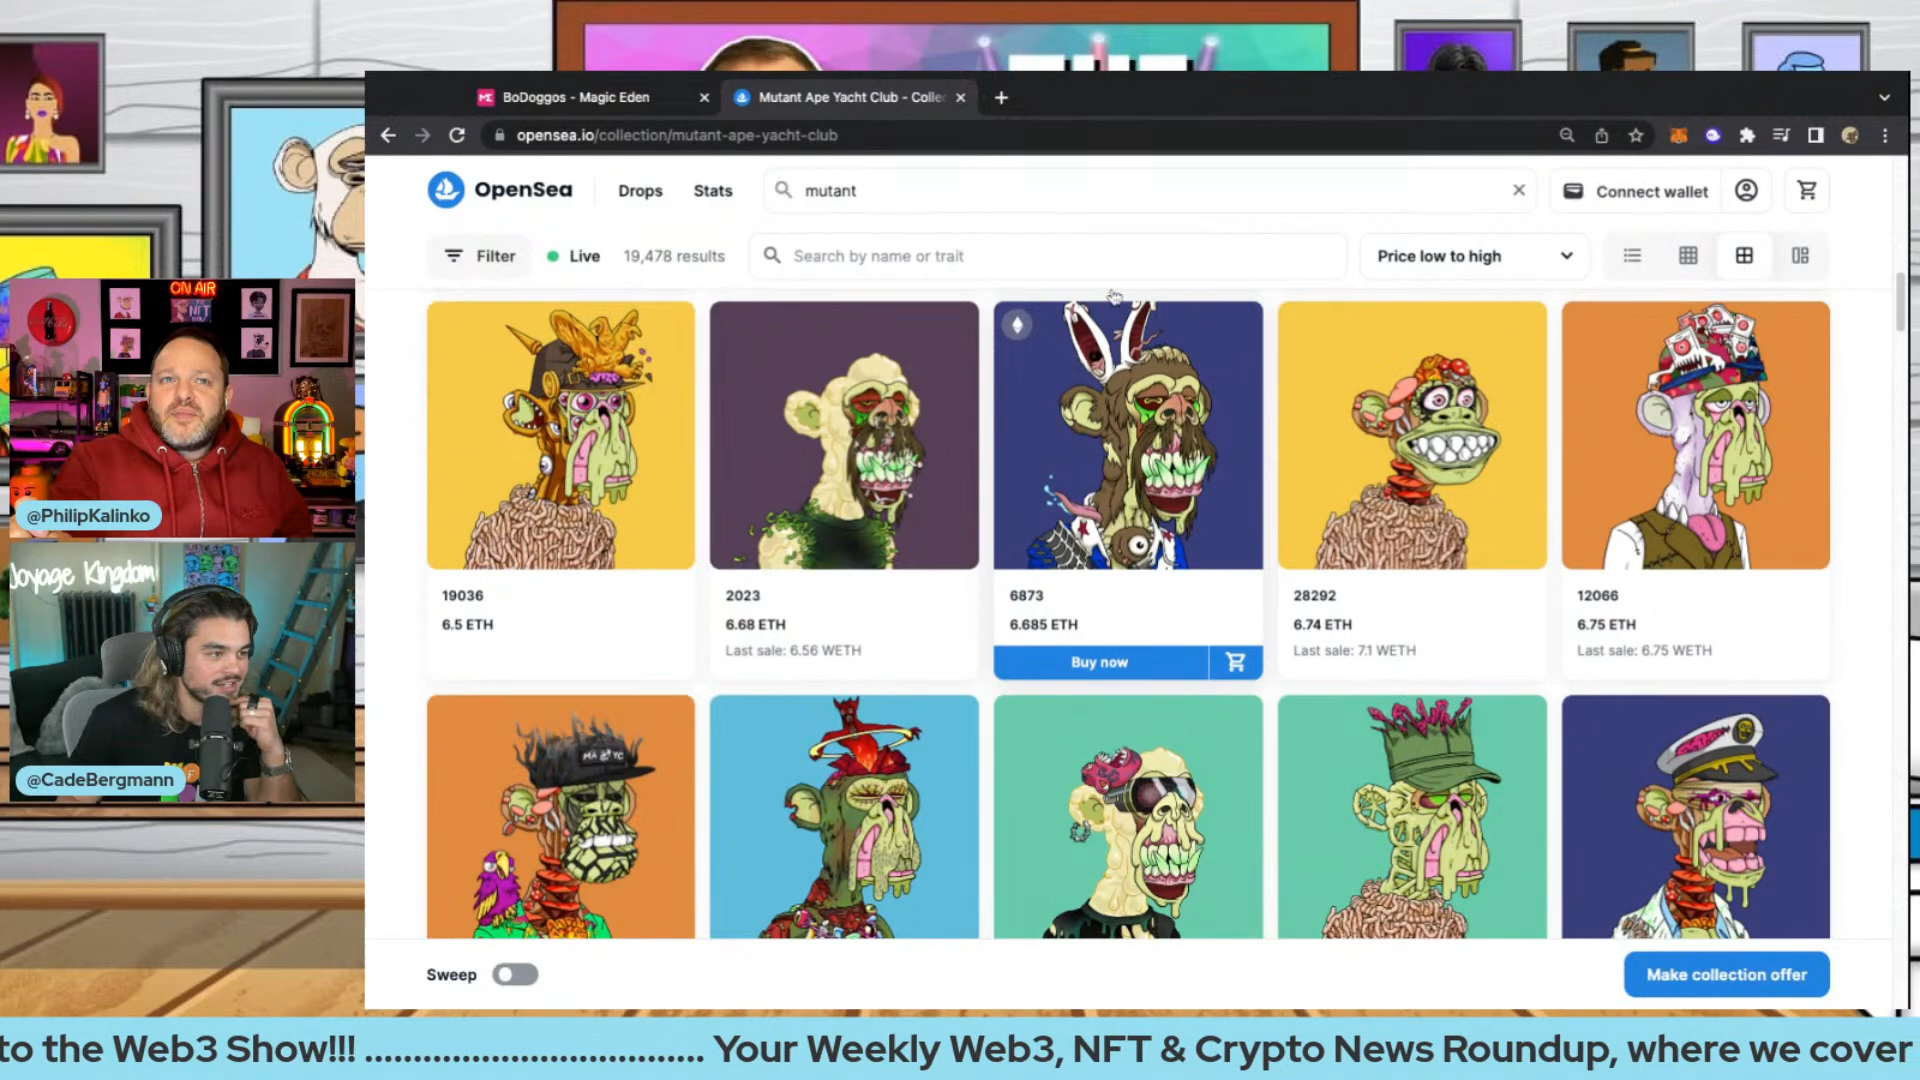 BoDoggos - Magic Eden
Mutant Ape Yacht Club - Colle
opensea.io/collection/mutant-ape-yacht-club
OpenSea
Drops
Stats
mutant
Connect wallet
Filter
Live
19,478 results
Search by name or trait
Price low to high
ON AIR
NFT
@PhilipKalinko
Joyage Kingdom
@CadeBergmann
19036
6.5 ETH
2023
6.68 ETH
Last sale: 6.56 WETH
6873
6.685 ETH
Buy now
28292
6.74 ETH
Last sale: 7.1 WETH
12066
6.75 ETH
Last sale: 6.75 WETH
Sweep
Make collection offer
to the Web3 Show!!! ................................ Your Weekly Web3, NFT & Crypto News Roundup, where we cover